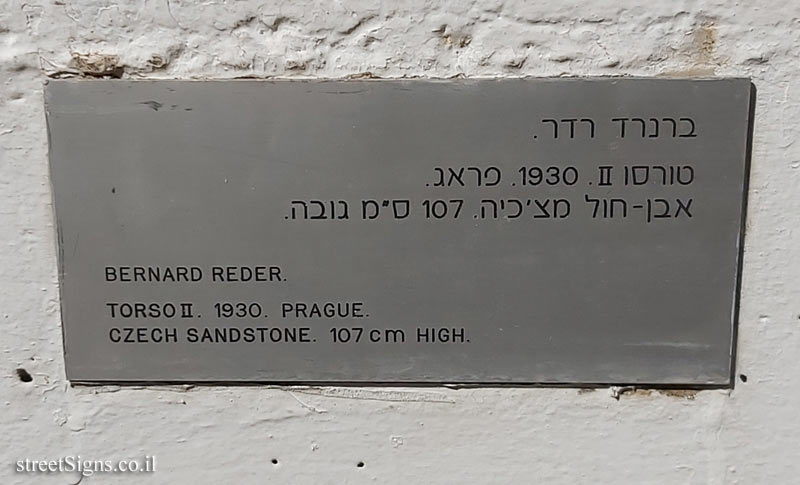 ברנרד רדר.
טורסו II. 1930. פראג.
אבן-חול מצ'כיה. 107 ס"מ גובה.
BERNARD REDER.
TORSO II. 1930. PRAGUE.
CZECH SANDSTONE. 107 cm HIGH.
streetSigns.co.il